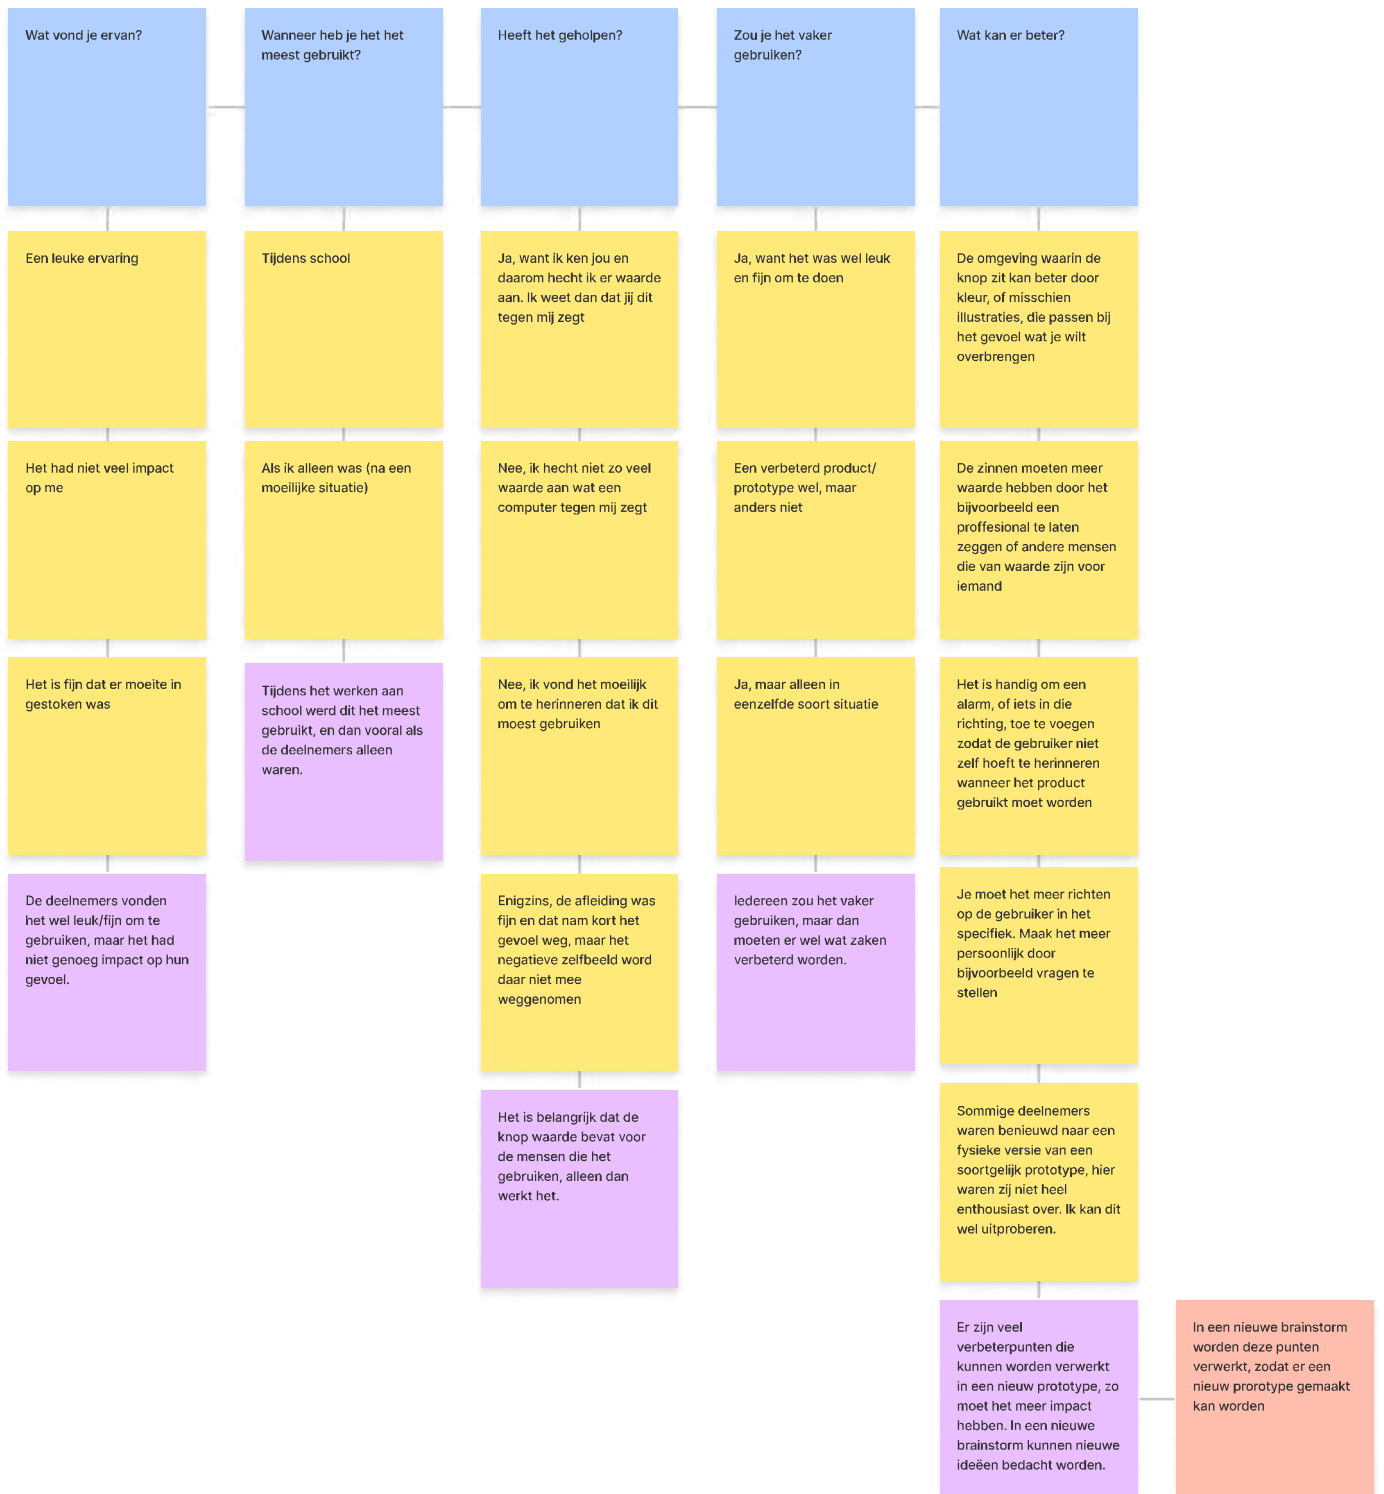 Wat vond je ervan?
Wanneer heb je het het
meest gebruikt?
Heeft het geholpen?
Zou je het vaker
gebruiken?
Wat kan er beter?
Een leuke ervaring
Tijdens school
Ja, want ik ken jou en
daarom hecht ik er waarde
aan. Ik weet dan dat jij dit
tegen mij zegt
Ja, want het was wel leuk
en fijn om te doen
De omgeving waarin de
knop zit kan beter door
kleur, of misschien
illustraties, die passen bij
het gevoel wat je wilt
overbrengen
Het had niet veel impact
op me
Als ik alleen was (na een
moeilijke situatie)
Nee, ik hecht niet zo veel
waarde aan wat een
computer tegen mij zegt
Een verbeterd product/
prototype wel, maar
anders niet
De zinnen moeten meer
waarde hebben door het
bijvoorbeeld een
proffesional te laten
zeggen of andere mensen
die van waarde zijn voor
iemand
Het is fijn dat er moeite in
gestoken was
Tijdens het werken aan
school werd dit het meest
gebruikt, en dan vooral als
de deelnemers alleen
waren.
Nee, ik vond het moeilijk
om te herinneren dat ik dit
moest gebruiken
Ja, maar alleen in
eenzelfde soort situatie
Het is handig om een
alarm, of iets in die
richting, toe te voegen
zodat de gebruiker niet
zelf hoeft te herinneren
wanneer het product
gebruikt moet worden
De deelnemers vonden
het wel leuk/fijn om te
gebruiken, maar het had
niet genoeg impact op hun
gevoel.
Enigzins, de afleiding was
fijn en dat nam kort het
gevoel weg, maar het
negatieve zelfbeeld word
daar niet mee
weggenomen
Iedereen zou het vaker
gebruiken, maar dan
moeten er wel wat zaken
verbeterd worden.
Je moet het meer richten
op de gebruiker in het
specifiek. Maak het meer
persoonlijk door
bijvoorbeeld vragen te
stellen
Het is belangrijk dat de
knop waarde bevat voor
de mensen die het
gebruiken, alleen dan
werkt het.
Sommige deelnemers
waren benieuwd naar een
fysieke versie van een
soortgelijk prototype, hier
waren zij niet heel
enthousiast over. Ik kan dit
wel uitproberen.
Er zijn veel
verbeterpunten die
kunnen worden verwerkt
in een nieuw prototype, zo
moet het meer impact
hebben. In een nieuwe
brainstorm kunnen nieuwe
ideëen bedacht worden.
In een nieuwe brainstorm
worden deze punten
verwerkt, zodat er een
nieuw prorotype gemaakt
kan worden